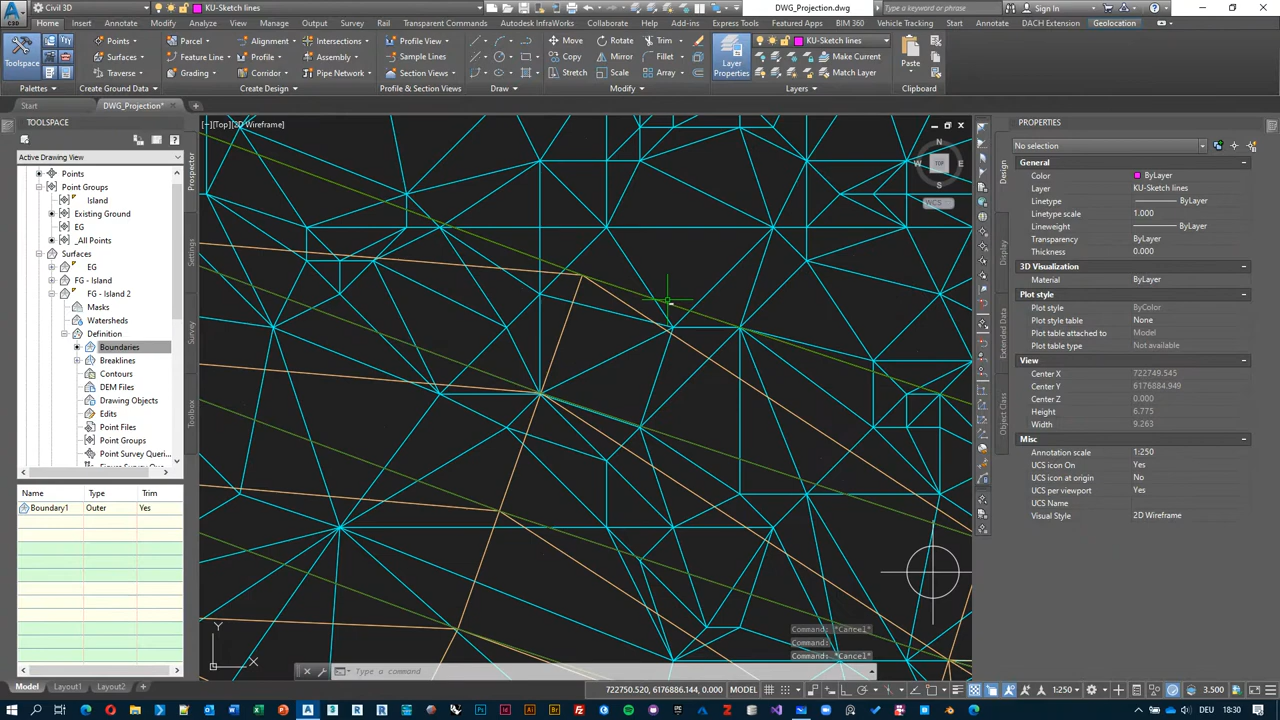 Civil 3D
KU-Sketch lines
DWG_Projection.dwg
Type a keyword or phrase
Sign In
Home
Insert
Annotate
Modify
Analyze
View
Manage
Output
Survey
Rail
Transparent Commands
Autodesk InfraWorks
Collaborate
Help
Add-ins
Express Tools
Featured Apps
BIM 360
Vehicle Tracking
Start
Annotate
DACH Extension
Geolocation
Toolspace
Points
Surfaces
Traverse
Parcel
Feature Line
Grading
Alignment
Profile
Corridor
Intersections
Assembly
Pipe Network
Profile View
Sample Lines
Section Views
Move
Copy
Stretch
Rotate
Mirror
Scale
Trim
Fillet
Array
Layer Properties
KU-Sketch lines
Make Current
Match Layer
Paste
Palettes
Create Ground Data
Create Design
Profile & Section Views
Draw
Modify
Layers
Clipboard
Start
DWG_Projection*
TOOLSPACE
Active Drawing View
Points
Point Groups
Island
Existing Ground
EG
_All Points
Surfaces
EG
FG - Island
FG - Island 2
Masks
Watersheds
Definition
Boundaries
Breaklines
Contours
DEM Files
Drawing Objects
Edits
Point Files
Point Groups
Point Survey Queri...
Prospector
Settings
Survey
Toolbox
Name Type Trim
Boundary1 Outer Yes
[−][Top][2D Wireframe]
N
W
TOP
E
S
WCS
Y
X
Command: *Cancel*
Command:
Command: *Cancel*
Type a command
PROPERTIES
No selection
Design
Display
Extended Data
Object Class
General
Color ByLayer
Layer KU-Sketch lines
Linetype ByLayer
Linetype scale 1.000
Lineweight ByLayer
Transparency ByLayer
Thickness 0.000
3D Visualization
Material ByLayer
Plot style
Plot style ByColor
Plot style table None
Plot table attached to Model
Plot table type Not available
View
Center X 722749.545
Center Y 6176884.949
Center Z 0.000
Height 6.775
Width 9.263
Misc
Annotation scale 1:250
UCS icon On Yes
UCS icon at origin No
UCS per viewport Yes
UCS Name
Visual Style 2D Wireframe
Model
Layout1
Layout2
722750.520, 6176886.144, 0.000
MODEL
1:250
3.500
DEU
18:30